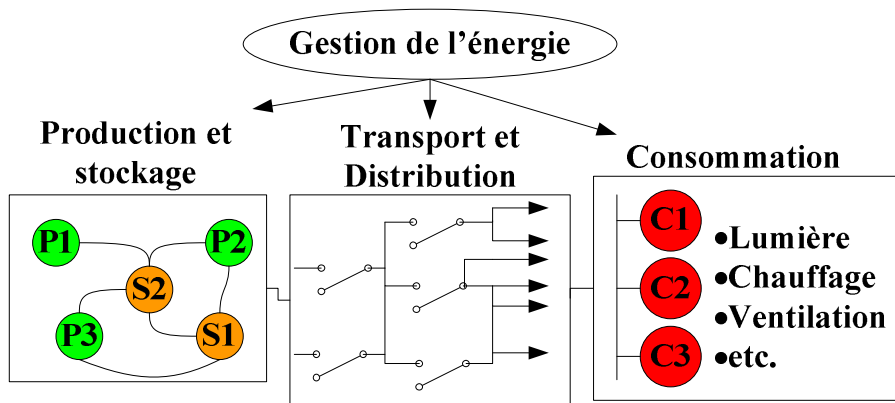 Gestion de l'énergie
Production et
stockage
Transport et
Distribution
Consommation
P1
P2
S2
P3
S1
C1
C2
C3
•Lumière
•Chauffage
•Ventilation
•etc.